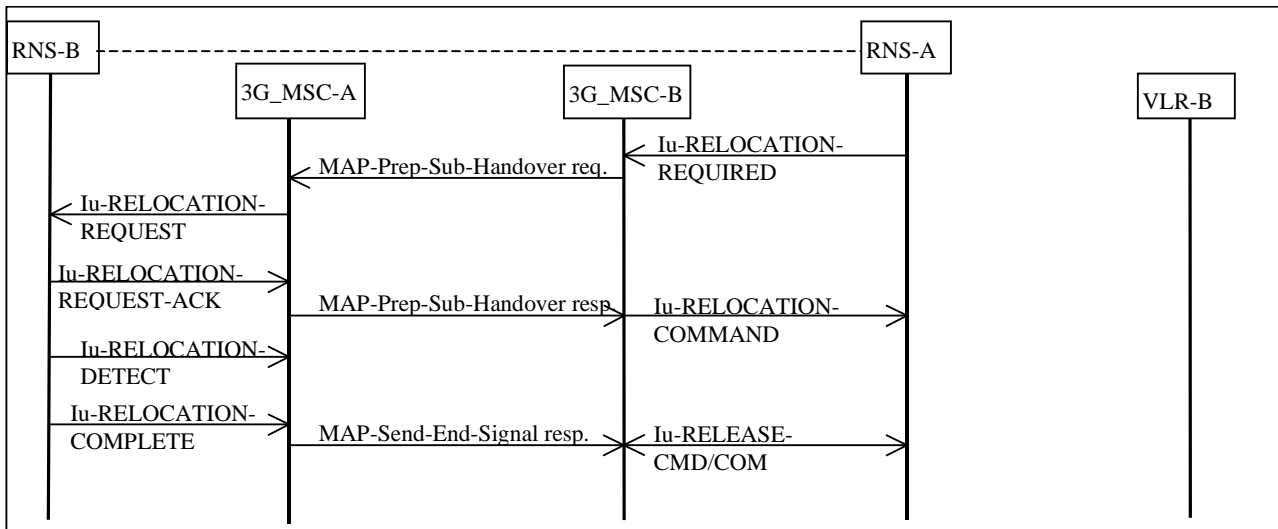 RNS-B
RNS-A
3G_MSC-A
3G_MSC-B
VLR-B
Iu-RELOCATION-
REQUIRED
MAP-Prep-Sub-Handover req.
Iu-RELOCATION-
REQUEST
Iu-RELOCATION-
REQUEST-ACK
MAP-Prep-Sub-Handover resp.
Iu-RELOCATION-
COMMAND
Iu-RELOCATION-
DETECT
Iu-RELOCATION-
COMPLETE
MAP-Send-End-Signal resp.
Iu-RELEASE-
CMD/COM